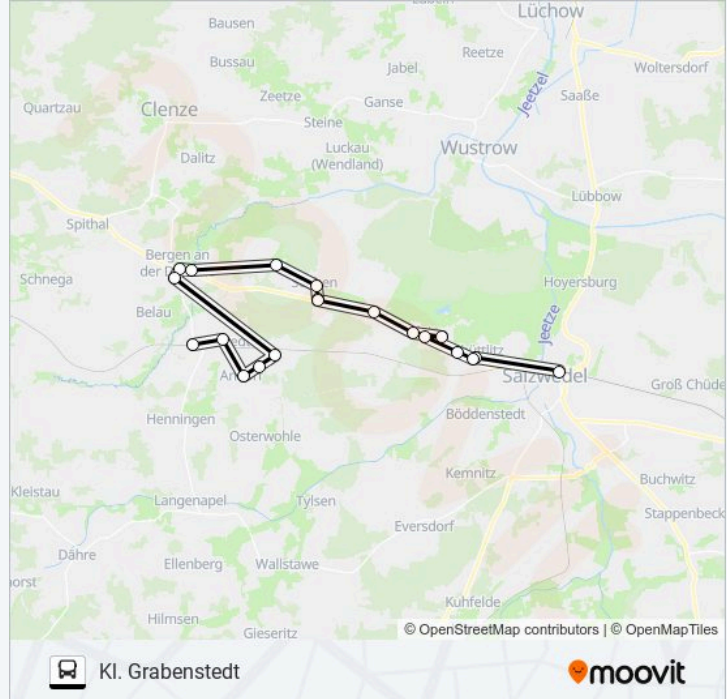 Lüchow
Bausen
Reetze
Bussau
Jabel
Woltersdorf
Zeetze
Ganse
Jeetzel
Saaße
Quartzau
Clenze
Steine
Luckau
(Wendland)
Wustrow
Dalitz
Lübbow
Spithal
Bergen an
der D
Schnega
Hoyersburg
Belau
Jeetze
Salzwedel
Groß Chüde
Henningen
Böddenstedt
Osterwohle
Kemnitz
Buchwitz
Kleistau
Langenapel
Tylsen
Stappenbeck
Eversdorf
Dähre
Ellenberg
Wallstawe
horst
Kuhfelde
Hilmsen
Gieseritz
© OpenStreetMap contributors | © OpenMapTiles
Kl. Grabenstedt
moovit